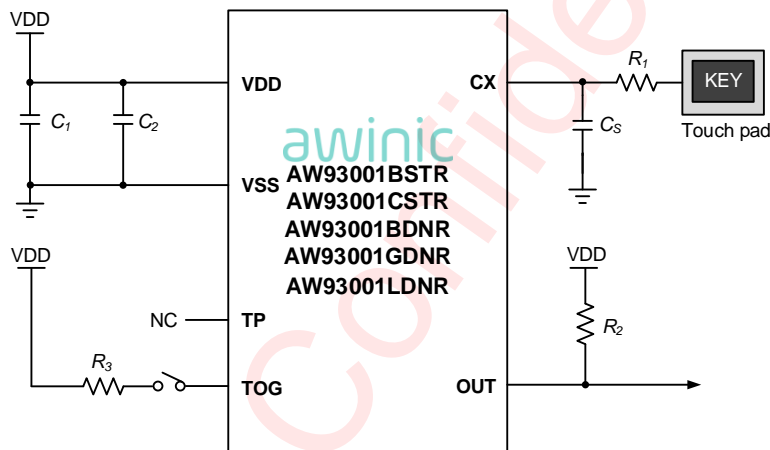 VDD
VDD
CX
R1
KEY
C1
C2
CS
Touch pad
awinic
VSS
AW93001BSTR
AW93001CSTR
AW93001BDNR
AW93001GDNR
AW93001LDNR
VDD
VDD
NC
TP
R2
R3
TOG
OUT
Confide